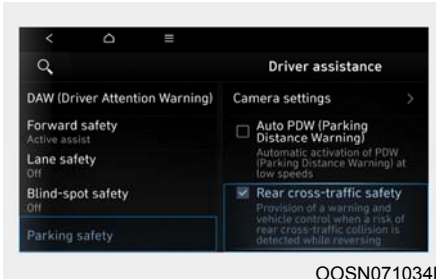 Driver assistance
DAW (Driver Attention Warning)
Forward safety
Active assist
Lane safety
Off
Blind-spot safety
Off
Parking safety
Camera settings
Auto PDW (Parking
Distance Warning)
Automatic activation of PDW
(Parking Distance Warning) at
low speeds
Rear cross-traffic safety
Provision of a warning and
vehicle control when a risk of
rear cross-traffic collision is
detected while reversing